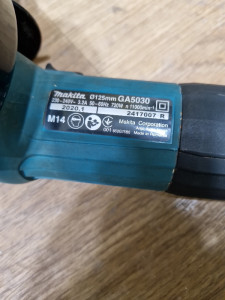 makita Ø125mm GA5030
220-240V~ 3.2A 50-60Hz 720W n 11000min⁻¹
2020.1 2417007 R
M14
Makita Corporation